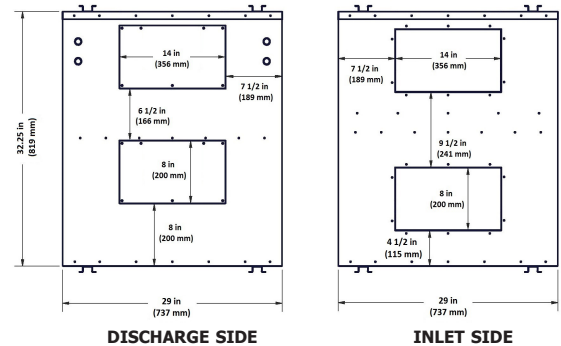 14 in
(356 mm)
7 1/2 in
(189 mm)
6 1/2 in
(166 mm)
32.25 in
(819 mm)
8 in
(200 mm)
8 in
(200 mm)
29 in
(737 mm)
DISCHARGE SIDE
14 in
(356 mm)
7 1/2 in
(189 mm)
9 1/2 in
(241 mm)
8 in
(200 mm)
4 1/2 in
(115 mm)
29 in
(737 mm)
INLET SIDE